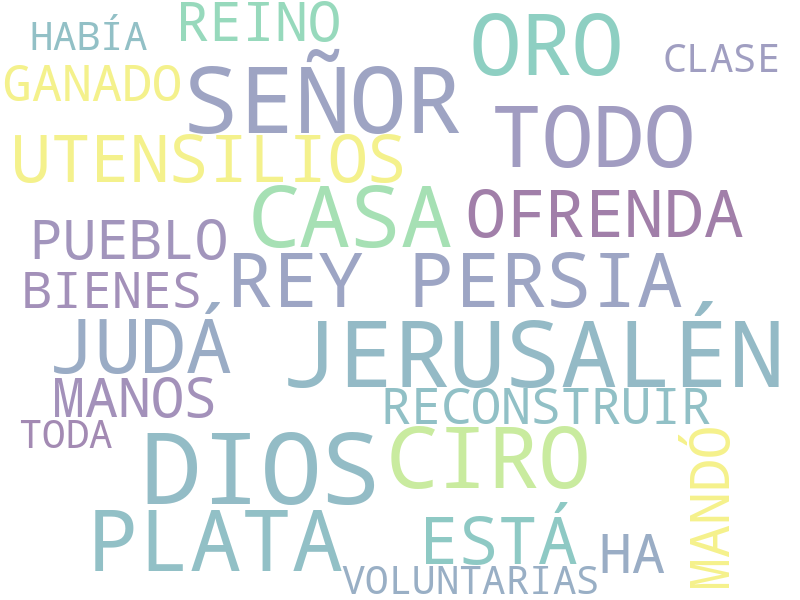 HABÍA
REINO
ORO
CLASE
GANADO
SEÑOR
TODO
UTENSILIOS
CASA
OFRENDA
PUEBLO
REY PERSIA
BIENES
JUDÁ
JERUSALÉN
MANOS
RECONSTRUIR
TODA
DIOS
CIRO
MANDÓ
PLATA
ESTÁ
HA
VOLUNTARIAS